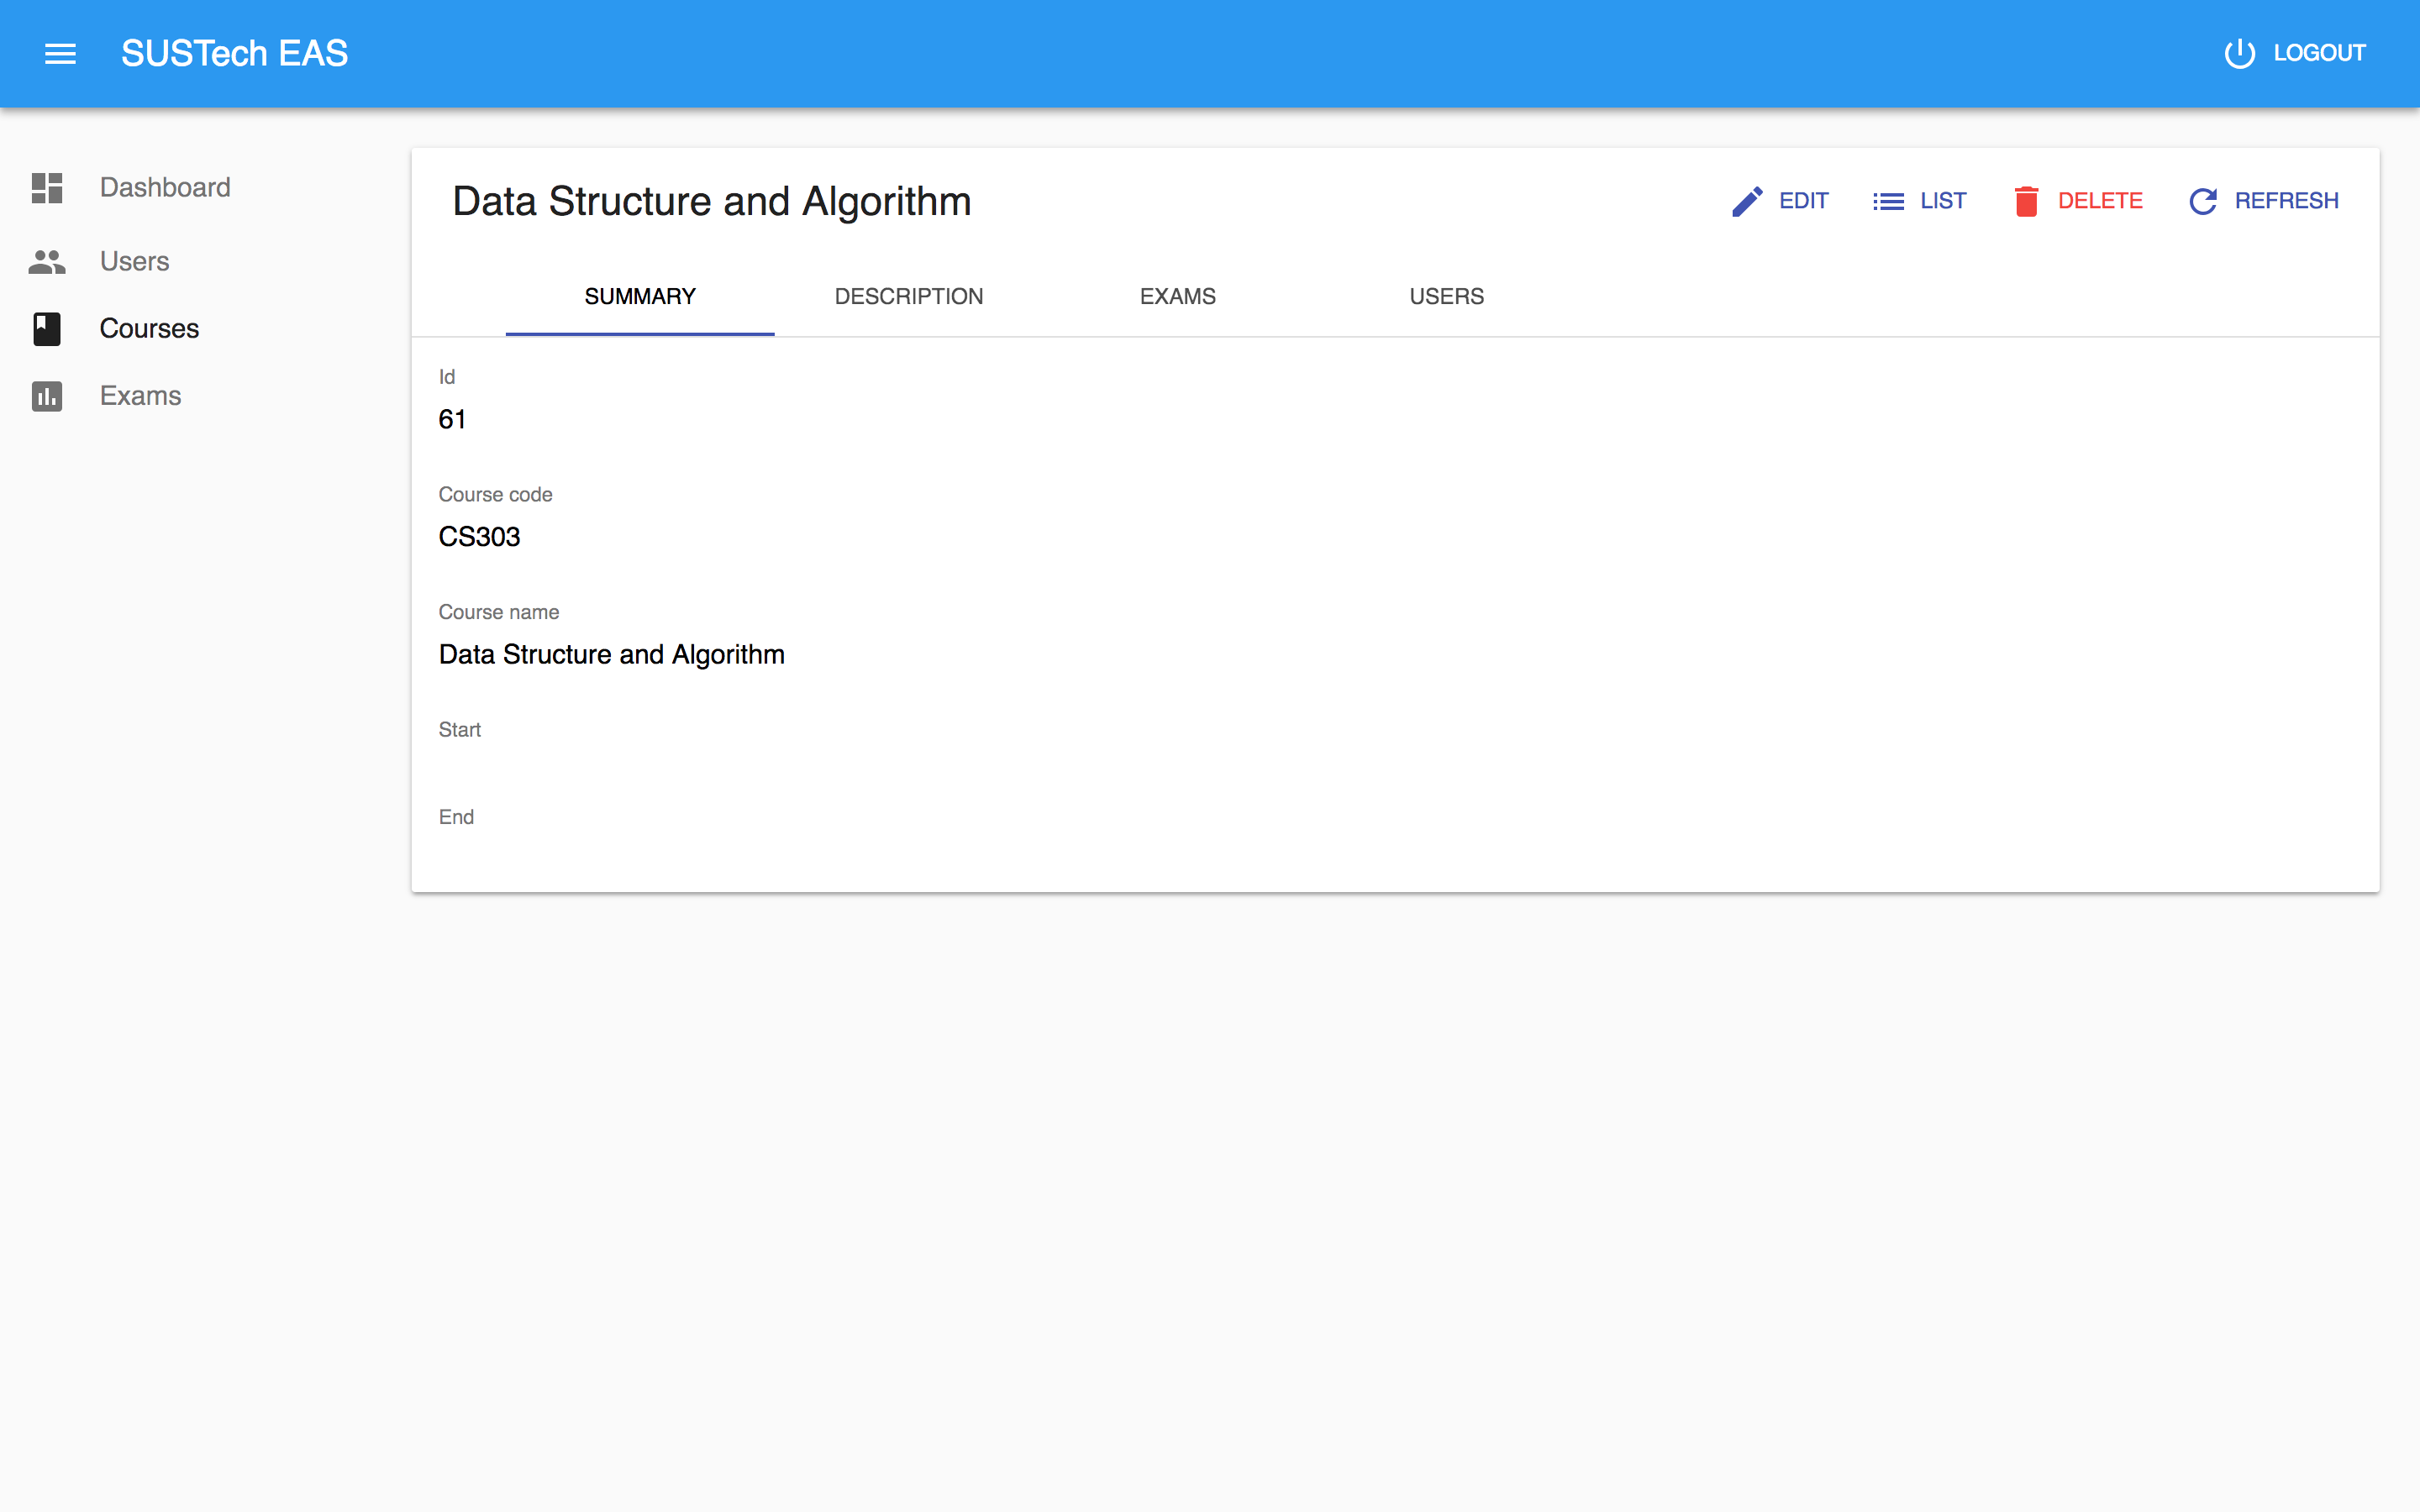 SUSTech EAS
LOGOUT
Dashboard
Users
Courses
Exams
Data Structure and Algorithm
EDIT LIST DELETE REFRESH
SUMMARY DESCRIPTION EXAMS USERS
Id
61
Course code
CS303
Course name
Data Structure and Algorithm
Start
End